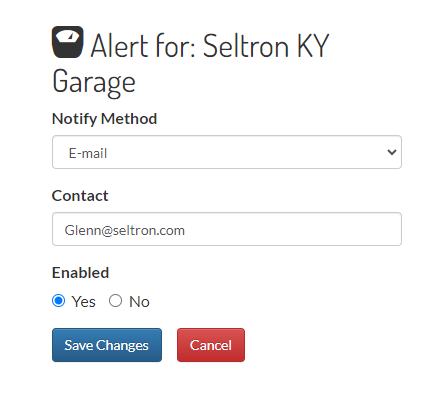 Alert for: Seltron KY
Garage
Notify Method
E-mail
Contact
Glenn@seltron.com
Enabled
Yes No
Save Changes Cancel